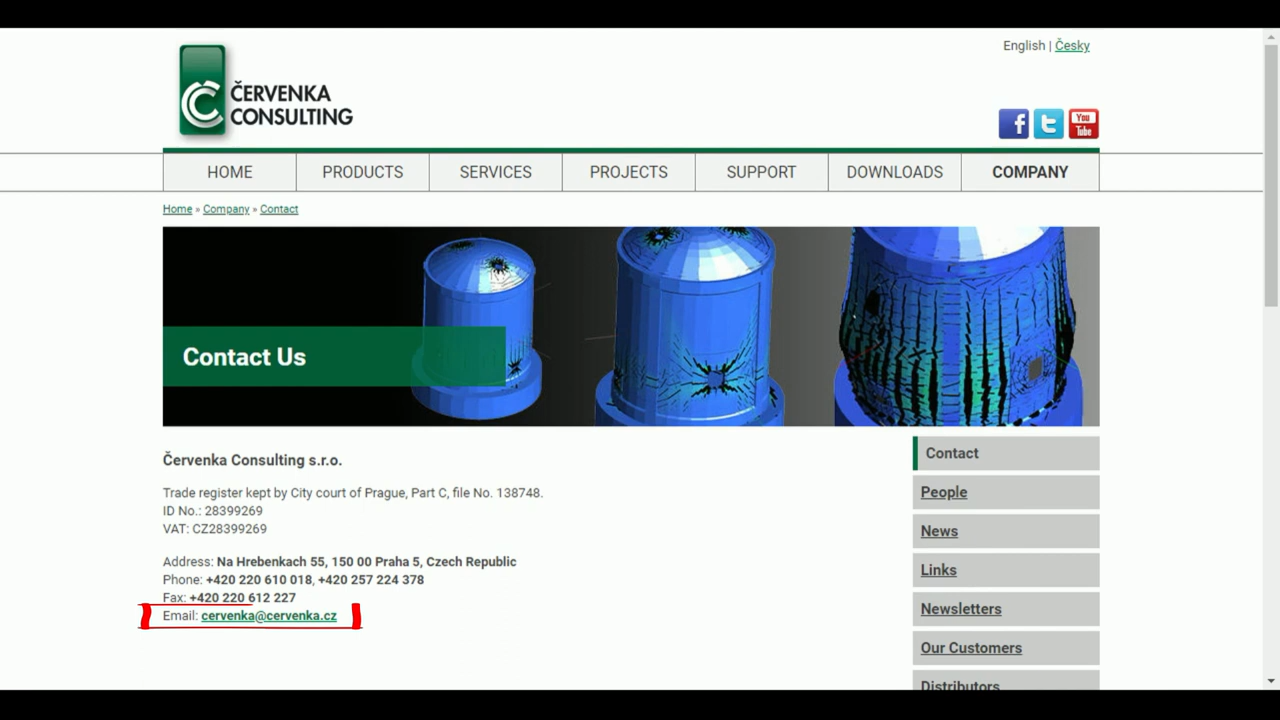 English | Česky
ČERVENKA
CONSULTING
f
t
You
Tube
HOME
PRODUCTS
SERVICES
PROJECTS
SUPPORT
DOWNLOADS
COMPANY
Home » Company » Contact
Contact Us
Červenka Consulting s.r.o.
Trade register kept by City court of Prague, Part C, file No. 138748.
ID No.: 28399269
VAT: CZ28399269
Address: Na Hrebenkach 55, 150 00 Praha 5, Czech Republic
Phone: +420 220 610 018, +420 257 224 378
Fax: +420 220 612 227
Email: cervenka@cervenka.cz
Contact
People
News
Links
Newsletters
Our Customers
Distributors